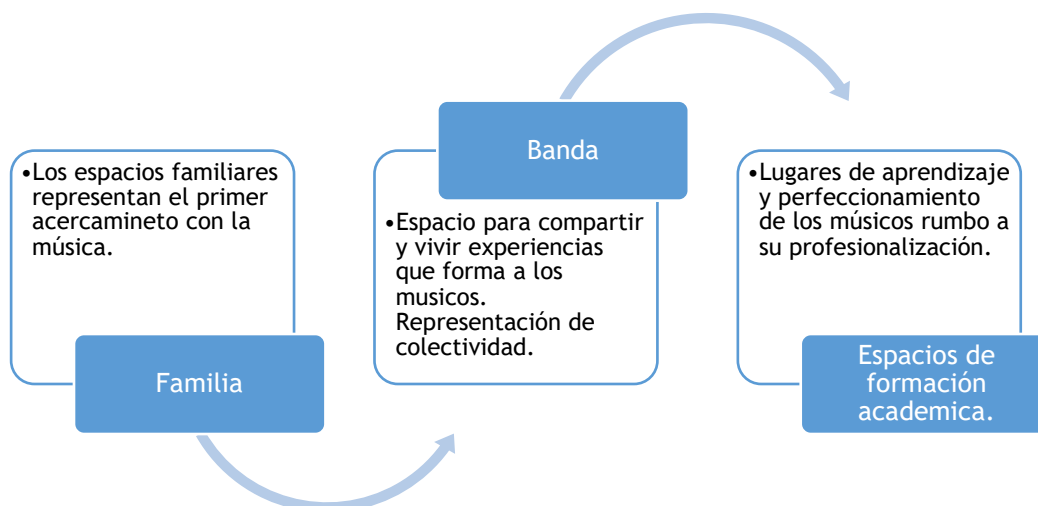 •Los espacios familiares
representan el primer
acercamineto con la
música.
Familia
Banda
•Espacio para compartir
y vivir experiencias
que forma a los
musicos.
Representación de
colectividad.
•Lugares de aprendizaje
y perfeccionamiento
de los músicos rumbo a
su profesionalización.
Espacios de
formación
academica.